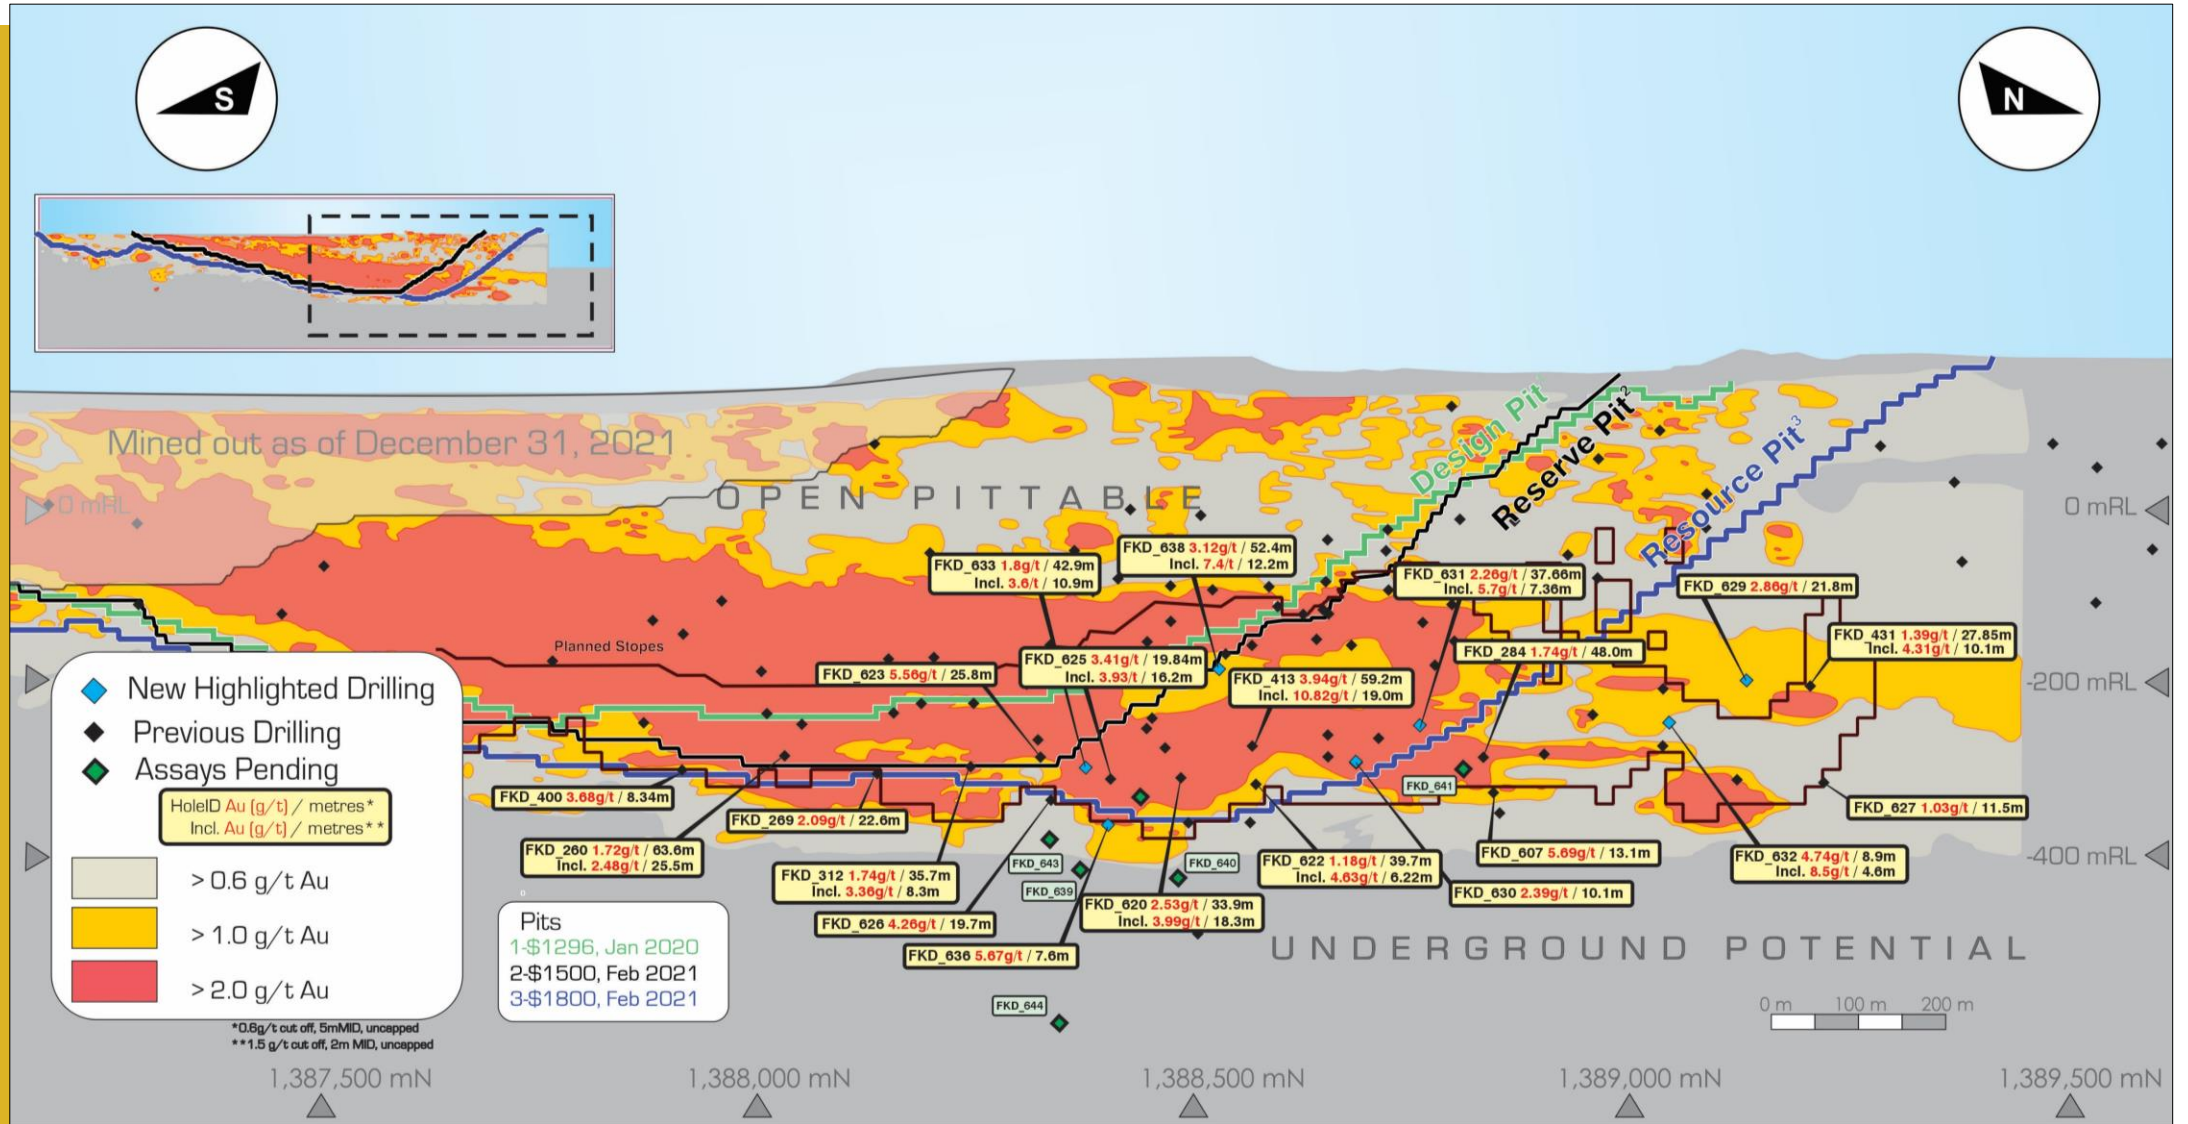 S
N
Mined out as of December 31, 2021
OPEN PITTABLE
Design Pit
Reserve Pit²
Resource Pit³
0 mRL
0 mRL
-200 mRL
-400 mRL
Planned Stopes
FKD_633 1.8g/t / 42.9m
Incl. 3.6/t / 10.9m
FKD_638 3.12g/t / 52.4m
Incl. 7.4/t / 12.2m
FKD_631 2.26g/t / 37.66m
Incl. 5.7g/t / 7.36m
FKD_629 2.86g/t / 21.8m
FKD_431 1.39g/t / 27.85m
Incl. 4.31g/t / 10.1m
FKD_284 1.74g/t / 48.0m
FKD_623 5.56g/t / 25.8m
FKD_625 3.41g/t / 19.84m
Incl. 3.93/t / 16.2m
FKD_413 3.94g/t / 59.2m
Incl. 10.82g/t / 19.0m
FKD_400 3.68g/t / 8.34m
FKD_269 2.09g/t / 22.6m
FKD_260 1.72g/t / 63.6m
Incl. 2.48g/t / 25.5m
FKD_312 1.74g/t / 35.7m
Incl. 3.36g/t / 8.3m
FKD_626 4.26g/t / 19.7m
FKD_636 5.67g/t / 7.6m
FKD_643
FKD_639
FKD_640
FKD_641
FKD_644
FKD_620 2.53g/t / 33.9m
Incl. 3.99g/t / 18.3m
FKD_622 1.18g/t / 39.7m
Incl. 4.63g/t / 6.22m
FKD_630 2.39g/t / 10.1m
FKD_607 5.69g/t / 13.1m
FKD_632 4.74g/t / 8.9m
Incl. 8.5g/t / 4.6m
FKD_627 1.03g/t / 11.5m
UNDERGROUND POTENTIAL
New Highlighted Drilling
Previous Drilling
Assays Pending
HoleID Au (g/t) / metres*
Incl. Au (g/t) / metres**
> 0.6 g/t Au
> 1.0 g/t Au
> 2.0 g/t Au
*0.6g/t cut off, 5mMID, uncapped
**1.5 g/t cut off, 2m MID, uncapped
Pits
1-$1296, Jan 2020
2-$1500, Feb 2021
3-$1800, Feb 2021
0 m 100 m 200 m
1,387,500 mN
1,388,000 mN
1,388,500 mN
1,389,000 mN
1,389,500 mN